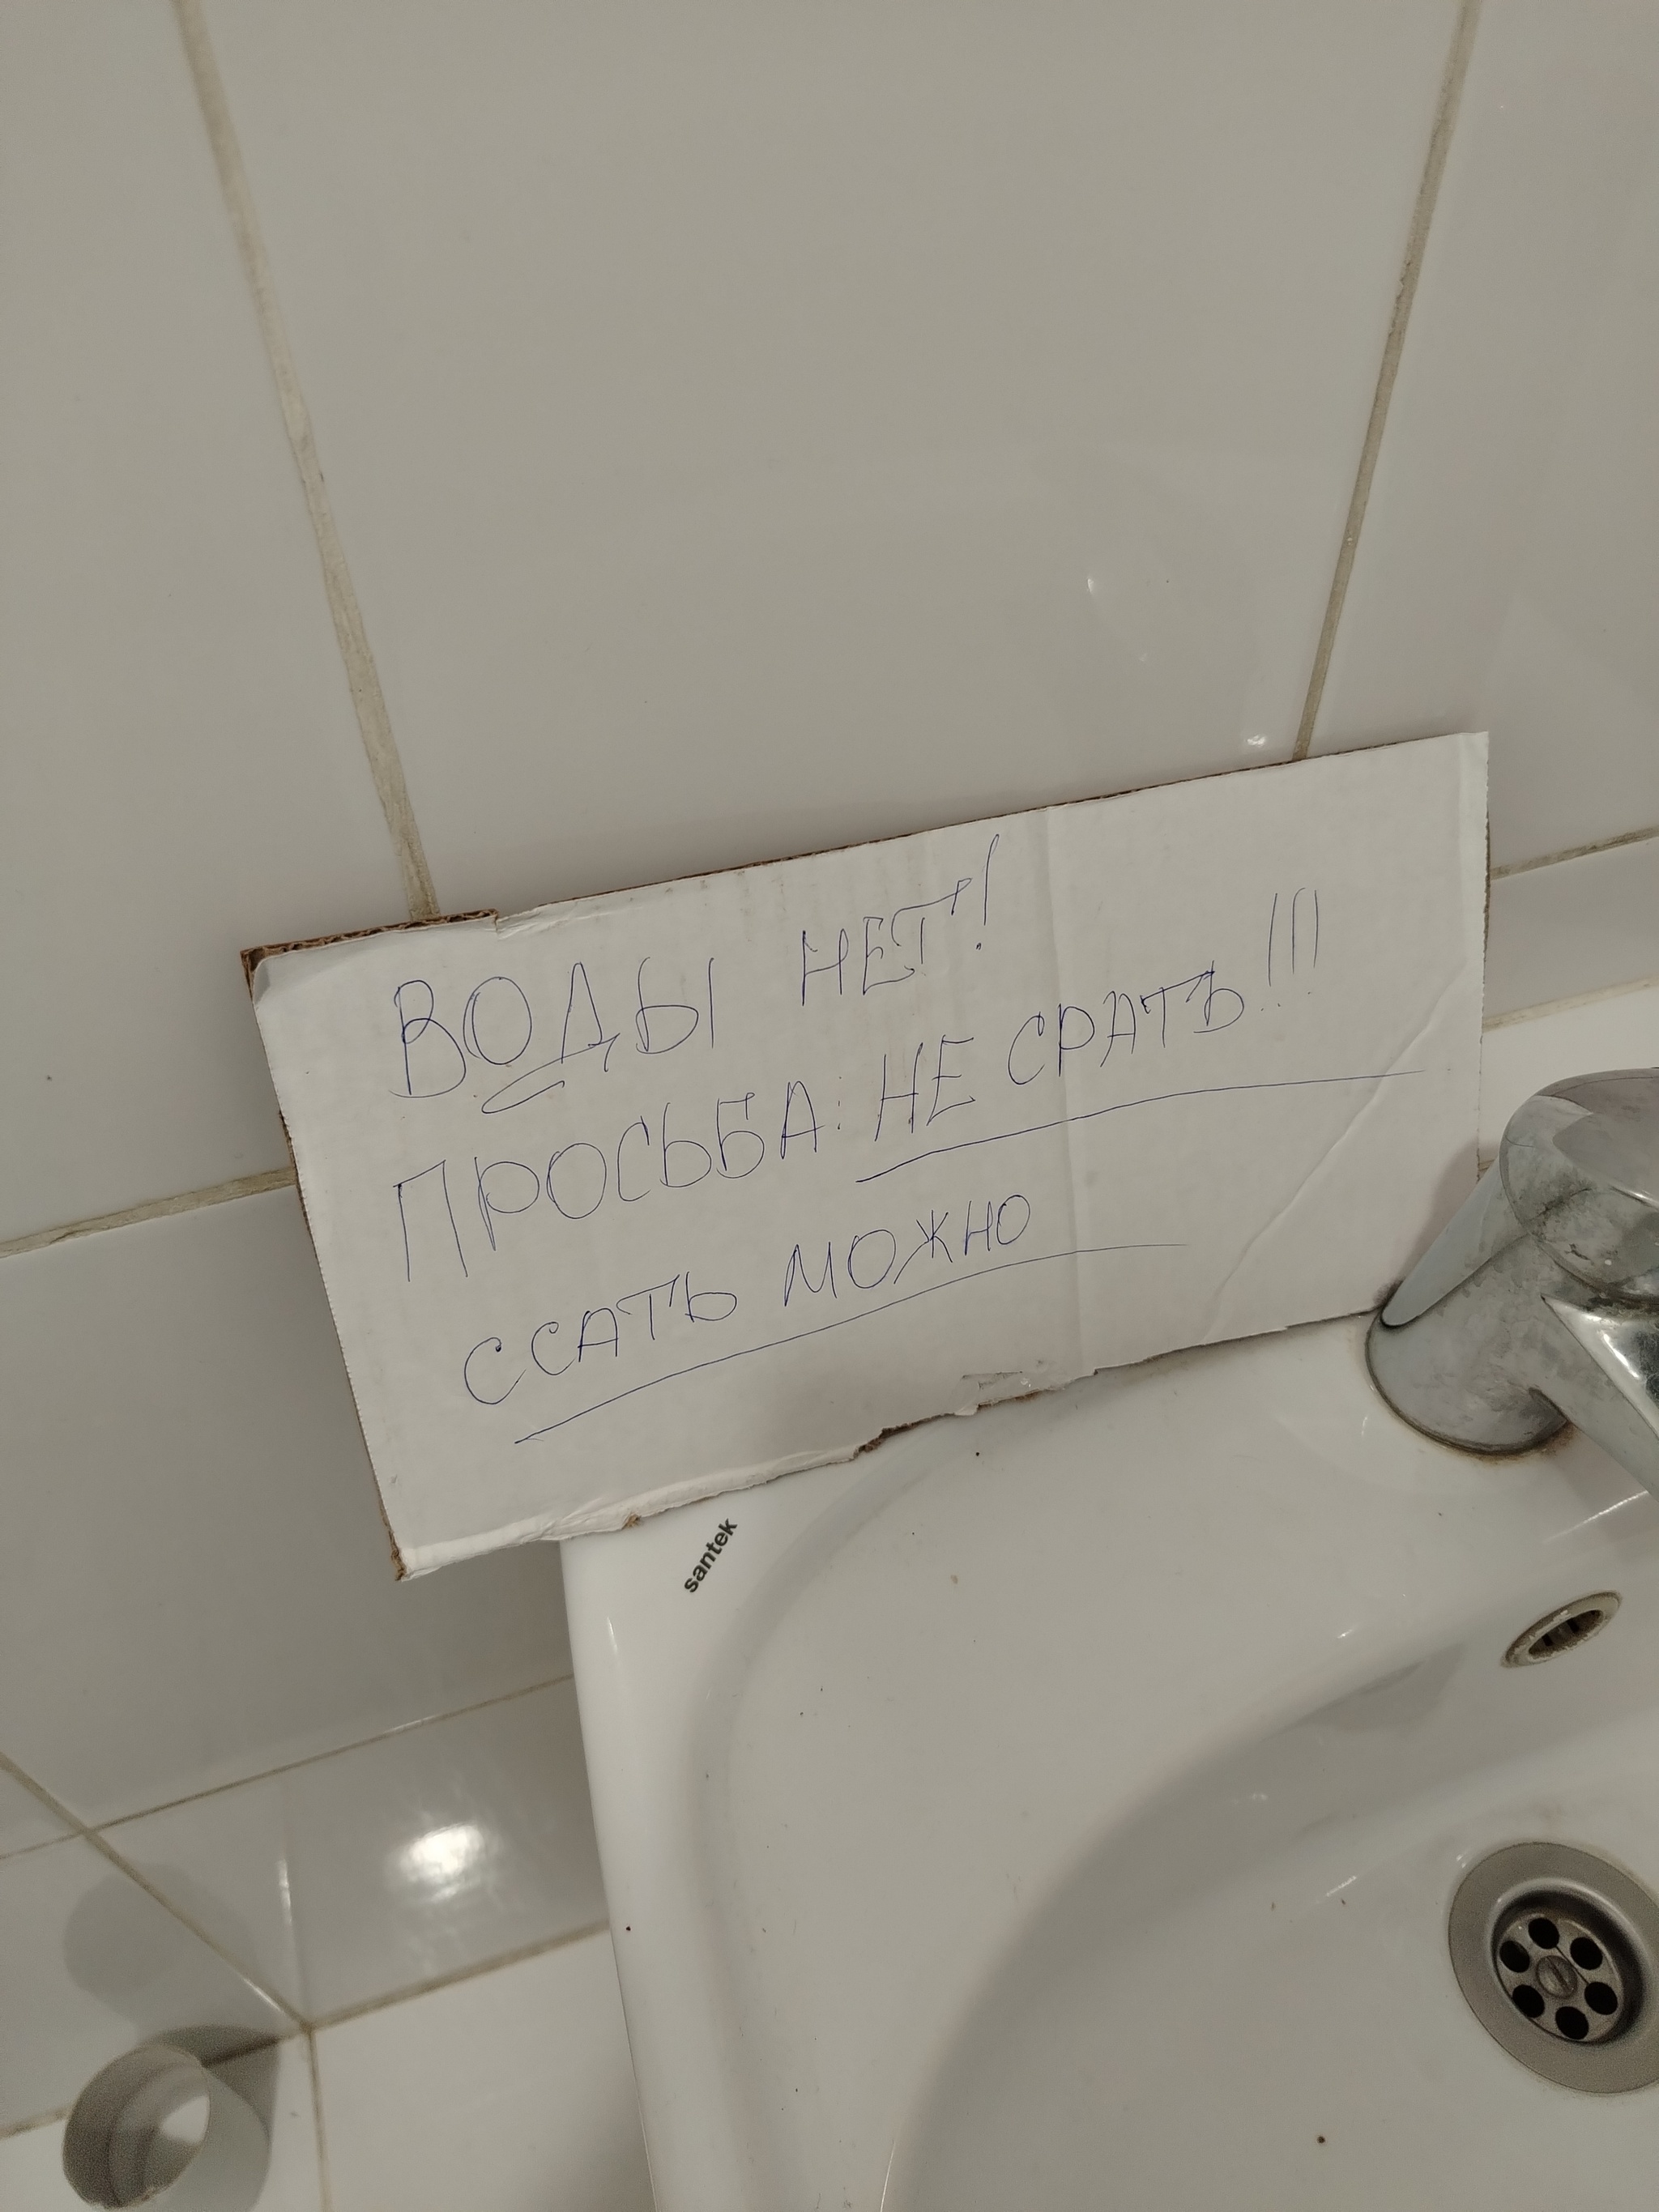 ВОДЫ НЕТ!
ПРОСЬБА: НЕ СРАТЬ!!!
ССАТЬ МОЖНО
santek